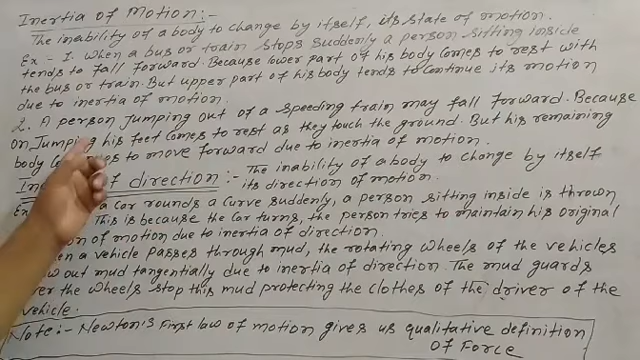 Inertia of Motion:-
The inability of a body to change by itself, its state of motion.
Ex - 1. When a bus or train stops suddenly a person sitting inside
tends to fall forward. Because lower part of his body comes to rest with
the bus or train. But upper part of his body tends to continue its motion
due to inertia of motion.
2. A person jumping out of a speeding train may fall forward. Because
on Jumping his feet comes to rest as they touch the ground. But his remaining
body to move forward due to inertia of motion.
of direction :- The inability of a body to change by itself
its direction of motion.
a car rounds a curve suddenly, a person sitting inside is thrown
This is because the car turns, the person tries to maintain his original
of motion due to inertia of direction.
a vehicle passes through mud, the rotating wheels of the vehicles
out mud tangentially due to inertia of direction. The mud guards
the wheels stop this mud protecting the clothes of the driver of the
vehicle.
Note:- Newton's First law of motion gives us qualitative definition
of Force